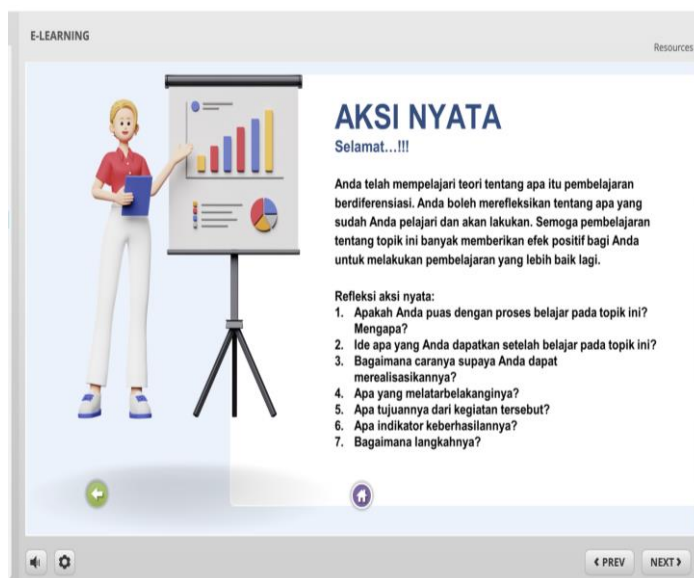 E-LEARNING
Resources
AKSI NYATA
Selamat...!!!
Anda telah mempelajari teori tentang apa itu pembelajaran
berdiferensiasi. Anda boleh merefleksikan tentang apa yang
sudah Anda pelajari dan akan lakukan. Semoga pembelajaran
tentang topik ini banyak memberikan efek positif bagi Anda
untuk melakukan pembelajaran yang lebih baik lagi.
Refleksi aksi nyata:
1. Apakah Anda puas dengan proses belajar pada topik ini?
Mengapa?
2. Ide apa yang Anda dapatkan setelah belajar pada topik ini?
3. Bagaimana caranya supaya Anda dapat
merealisasikannya?
4. Apa yang melatarbelakanginya?
5. Apa tujuannya dari kegiatan tersebut?
6. Apa indikator keberhasilannya?
7. Bagaimana langkahnya?
PREV
NEXT